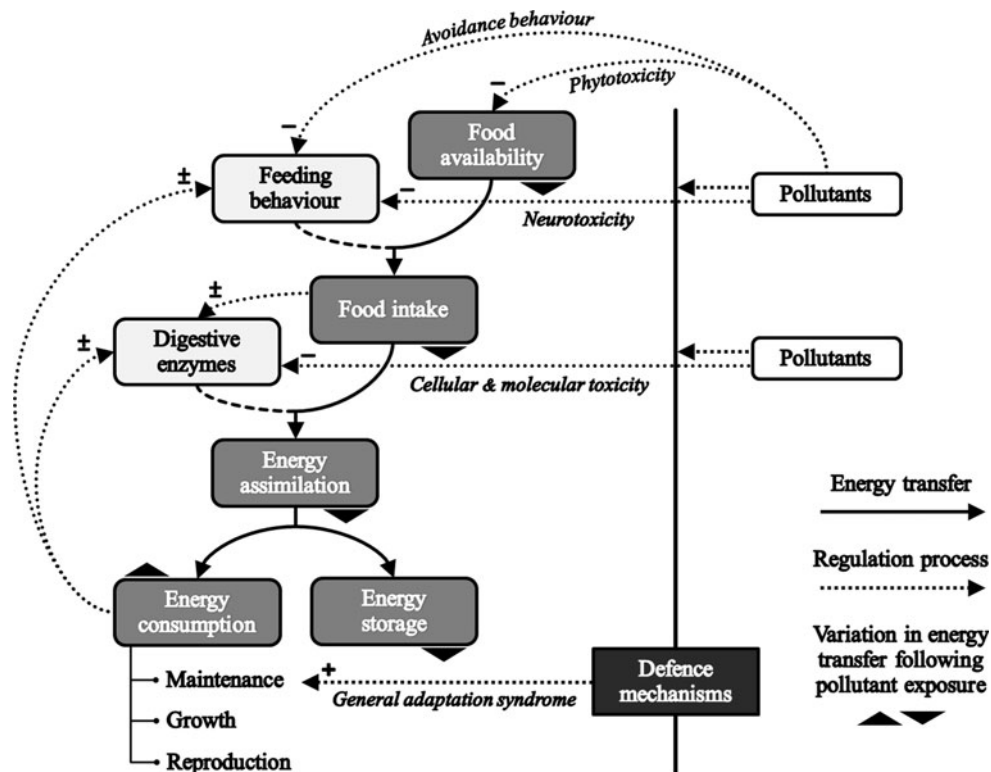 Avoidance behaviour
Phytotoxicity
−
−
Food
availability
±
Feeding
behaviour
−
Pollutants
Neurotoxicity
±
Food intake
±
Digestive
enzymes
−
Pollutants
Cellular & molecular toxicity
Energy
assimilation
Energy transfer
Regulation process
Energy
consumption
Energy
storage
Variation in energy
transfer following
pollutant exposure
Maintenance
+
General adaptation syndrome
Defence
mechanisms
Growth
Reproduction